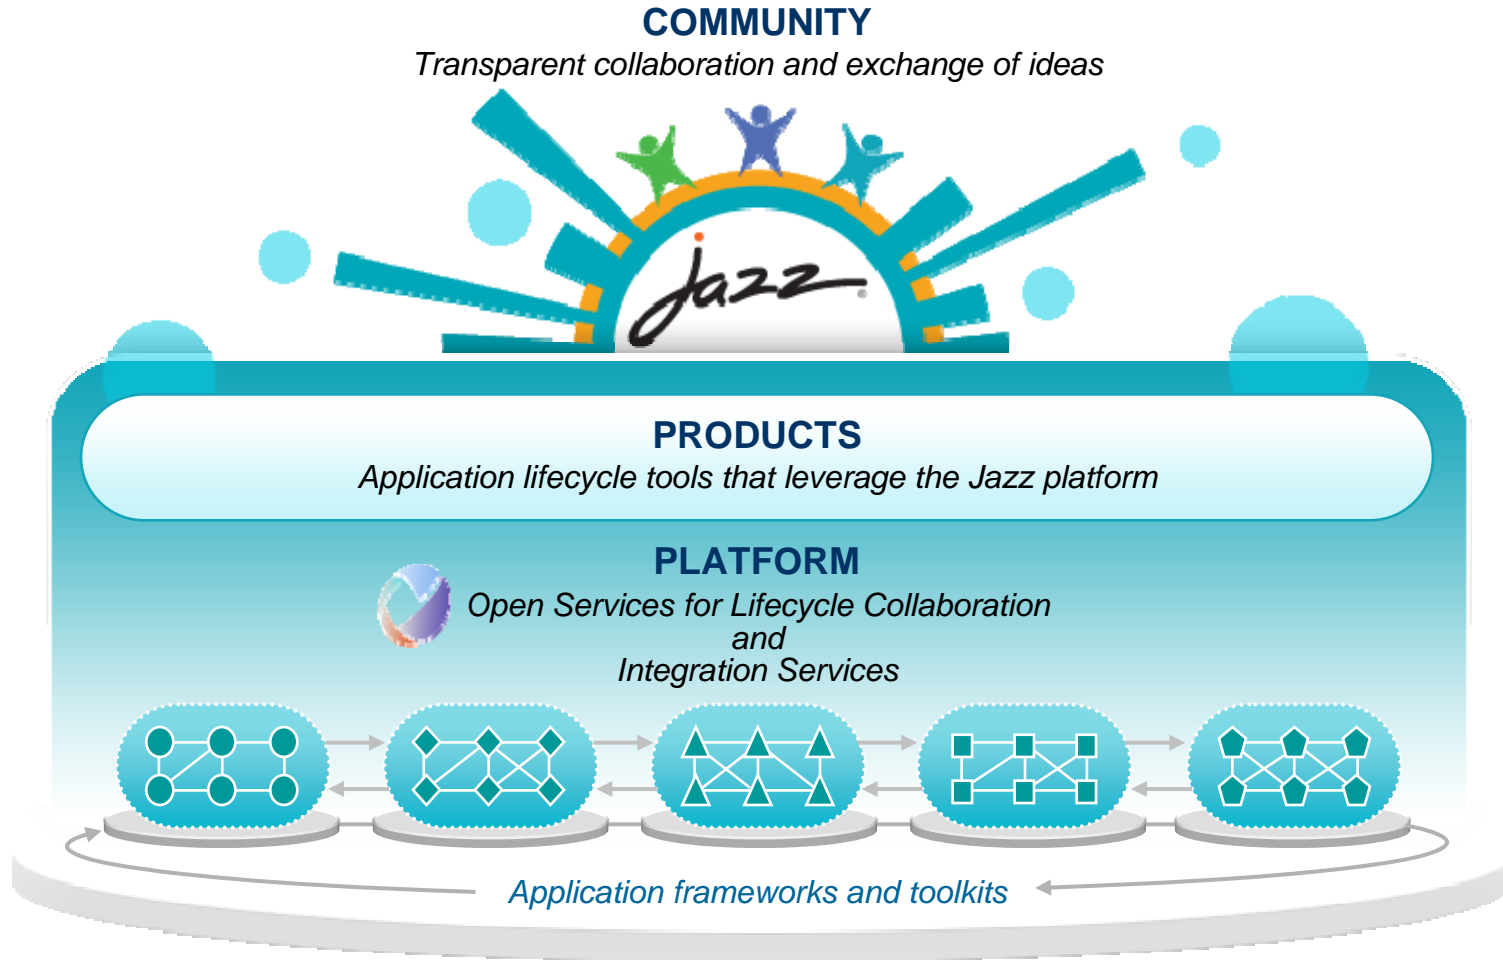 COMMUNITY
Transparent collaboration and exchange of ideas
jazz
®
PRODUCTS
Application lifecycle tools that leverage the Jazz platform
PLATFORM
Open Services for Lifecycle Collaboration
and
Integration Services
Application frameworks and toolkits